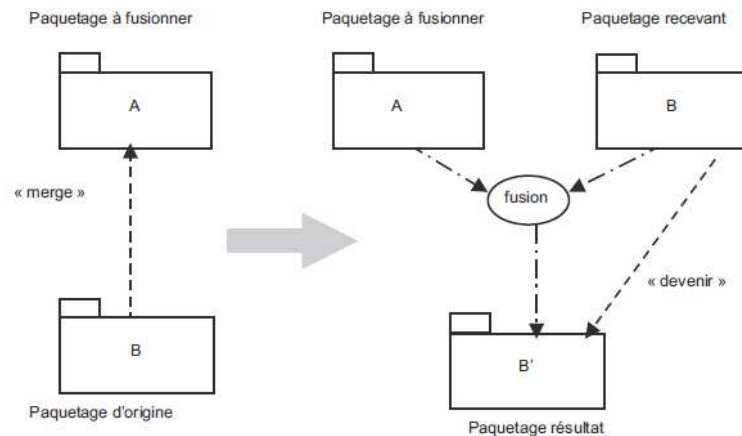 Paquetage à fusionner
Paquetage à fusionner
Paquetage recevant
A
A
B
« merge »
fusion
« devenir »
B
B'
Paquetage d'origine
Paquetage résultat